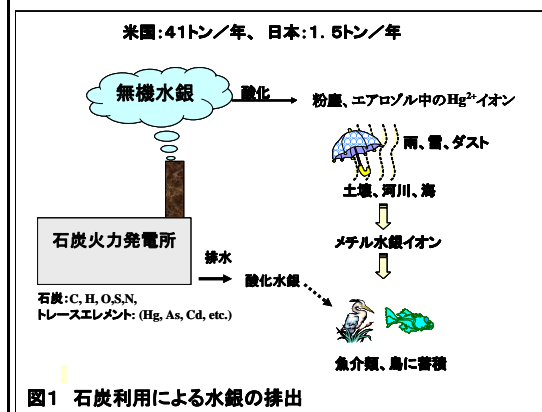 米国：41トン／年、 日本：1．5トン／年
無機水銀
酸化
粉塵、エアロゾル中のHg²⁺イオン
雨、雪、ダスト
土壌、河川、海
石炭火力発電所
メチル水銀イオン
排水
酸化水銀
石炭：C, H, O,S,N,
トレースエレメント: (Hg, As, Cd, etc.)
魚介類、鳥に蓄積
図1 石炭利用による水銀の排出